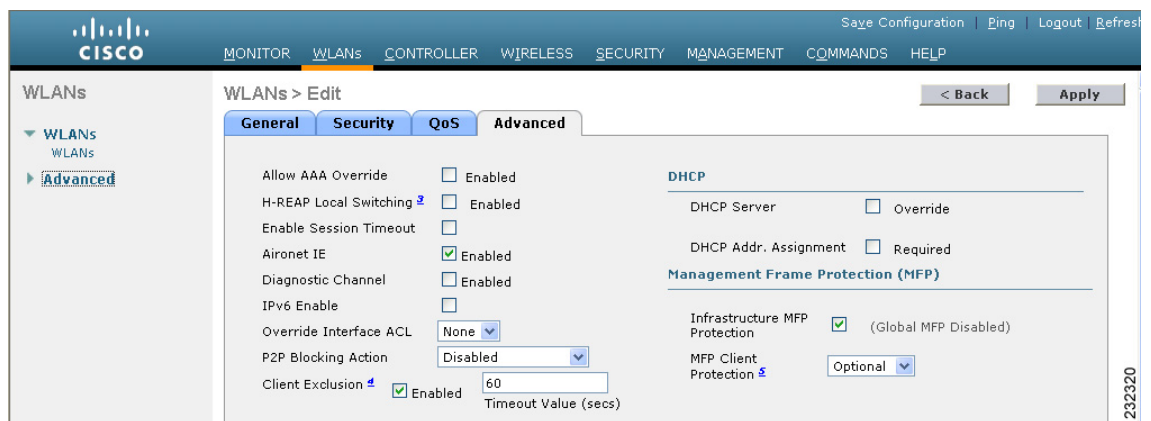 Save Configuration | Ping | Logout | Refresh
CISCO
MONITOR WLANs CONTROLLER WIRELESS SECURITY MANAGEMENT COMMANDS HELP
WLANs
WLANs
WLANs
Advanced
WLANs > Edit
< Back
Apply
General Security QoS Advanced
Allow AAA Override Enabled
H-REAP Local Switching 3 Enabled
Enable Session Timeout
Aironet IE Enabled
Diagnostic Channel Enabled
IPv6 Enable
Override Interface ACL None
P2P Blocking Action Disabled
Client Exclusion 4 Enabled 60
Timeout Value (secs)
DHCP
DHCP Server Override
DHCP Addr. Assignment Required
Management Frame Protection (MFP)
Infrastructure MFP
Protection (Global MFP Disabled)
MFP Client
Protection 5 Optional
232320